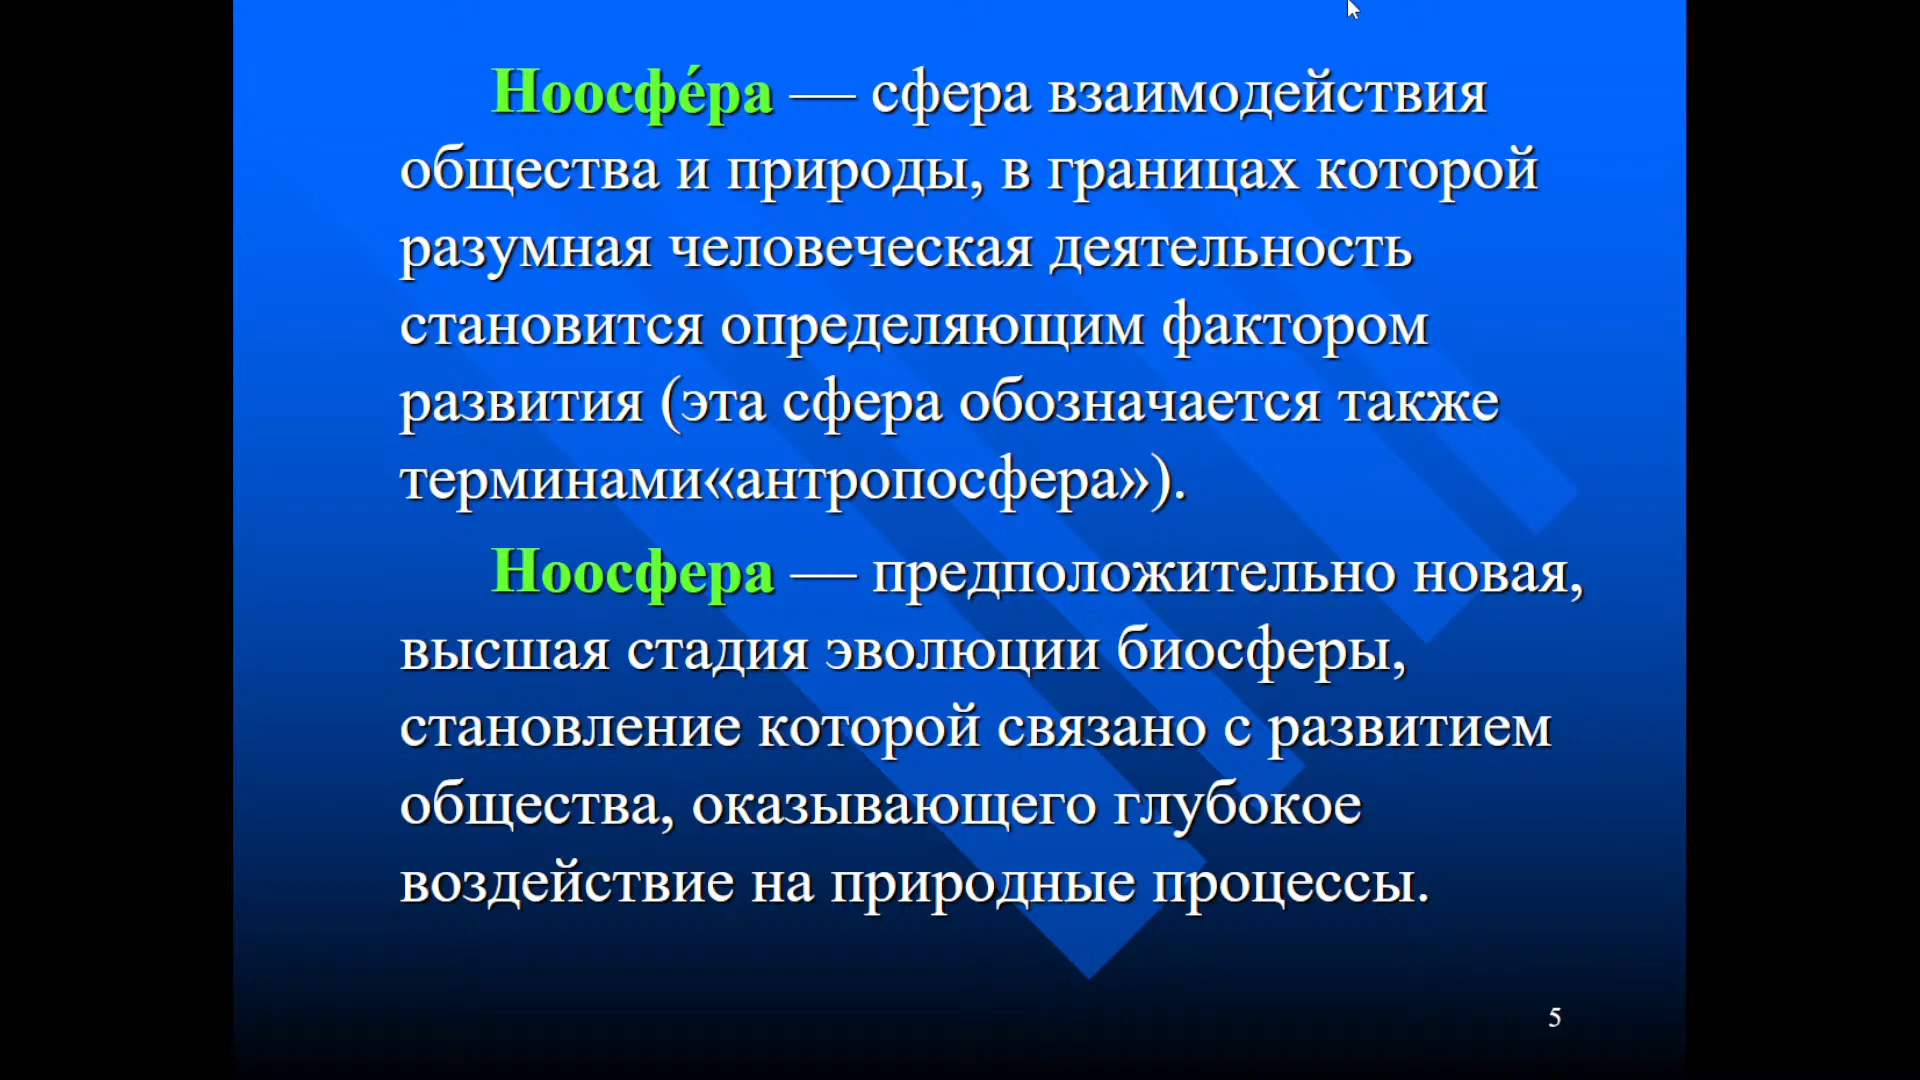 Ноосфе́ра — сфера взаимодействия
общества и природы, в границах которой
разумная человеческая деятельность
становится определяющим фактором
развития (эта сфера обозначается также
терминами«антропосфера»).
Ноосфера — предположительно новая,
высшая стадия эволюции биосферы,
становление которой связано с развитием
общества, оказывающего глубокое
воздействие на природные процессы.
5